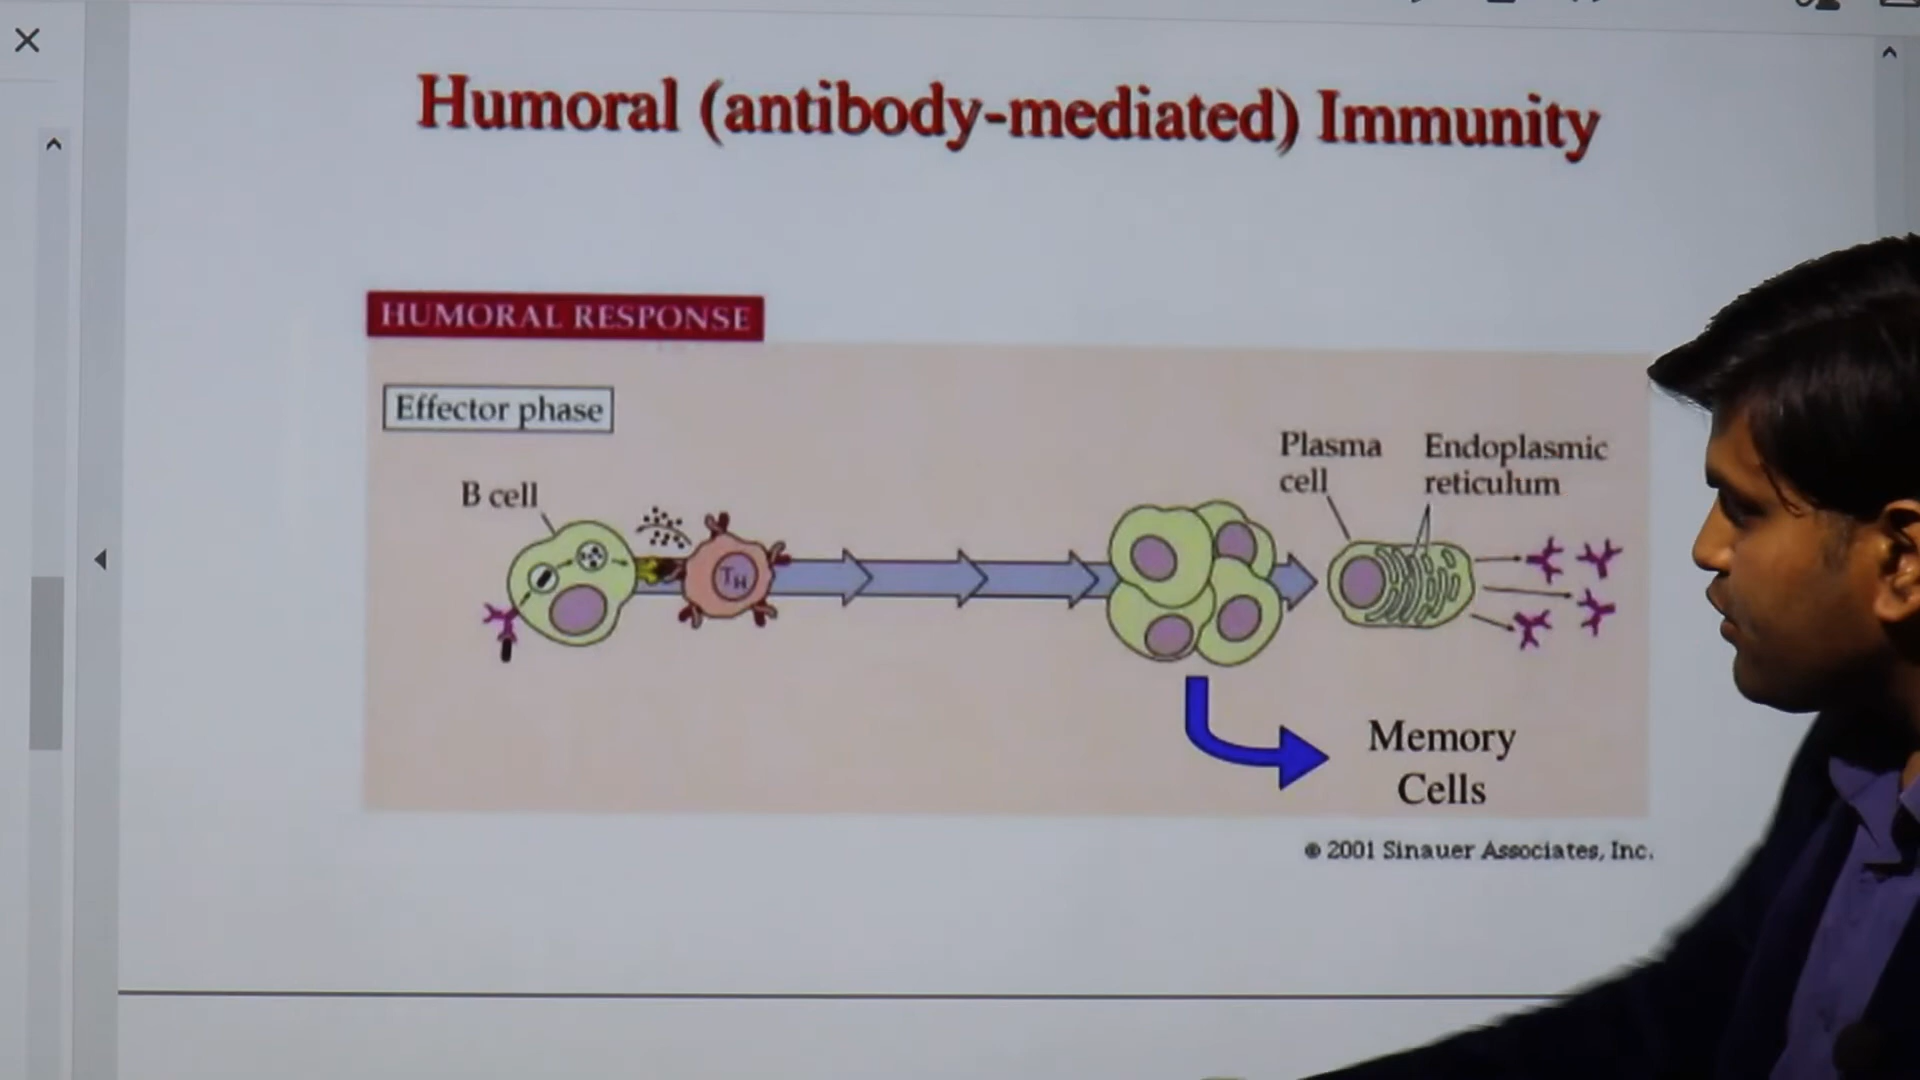 Humoral (antibody-mediated) Immunity
HUMORAL RESPONSE
Effector phase
B cell
TH
Plasma
cell
Endoplasmic
reticulum
Memory
Cells
© 2001 Sinauer Associates, Inc.